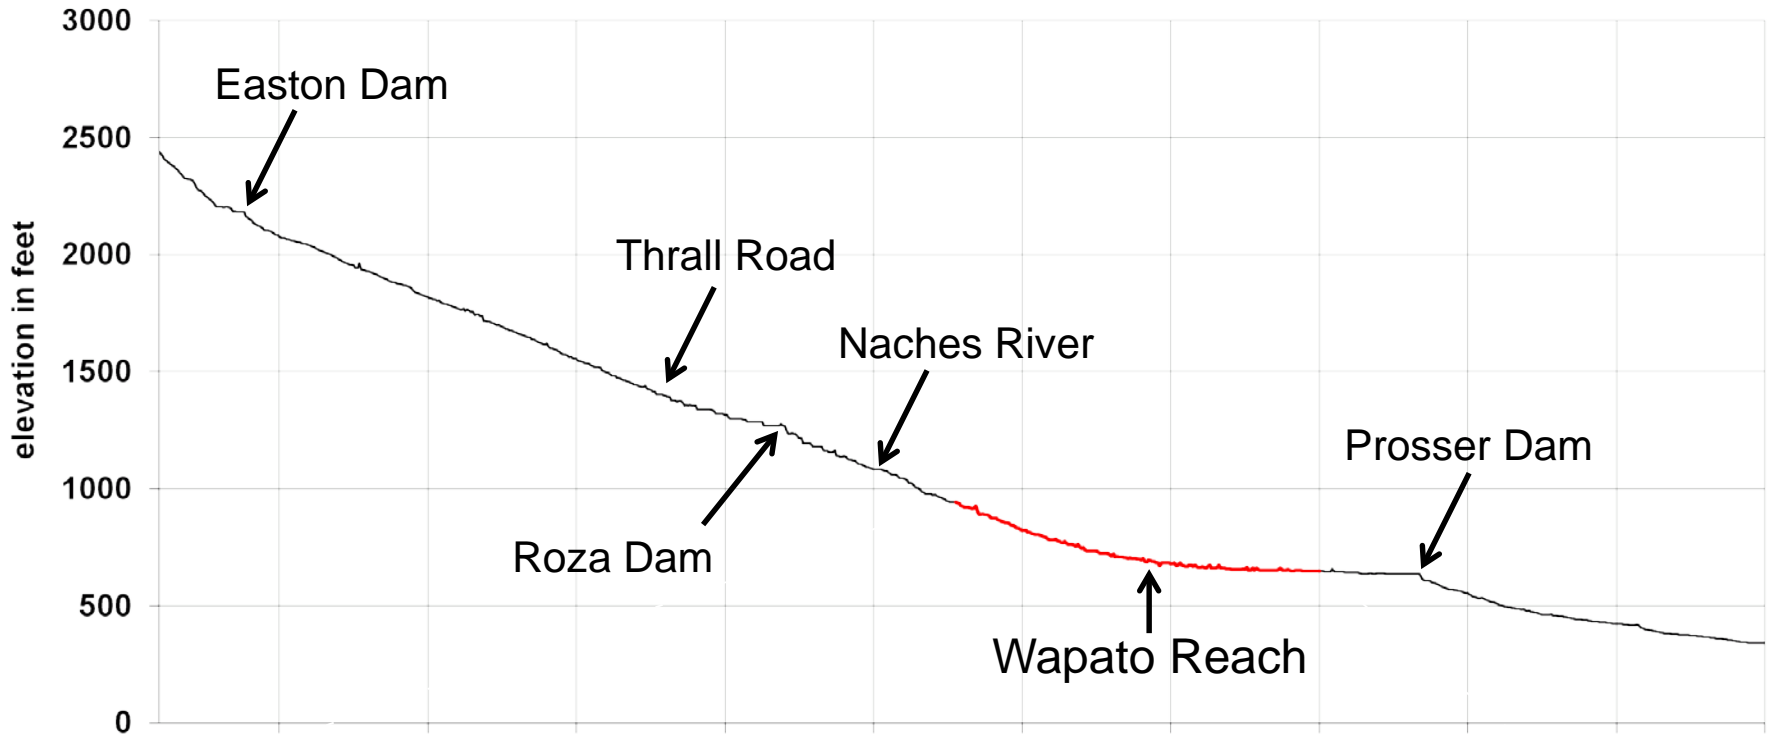 3000
Easton Dam
2500
2000
Thrall Road
elevation in feet
Naches River
1500
Prosser Dam
1000
Roza Dam
500
Wapato Reach
0